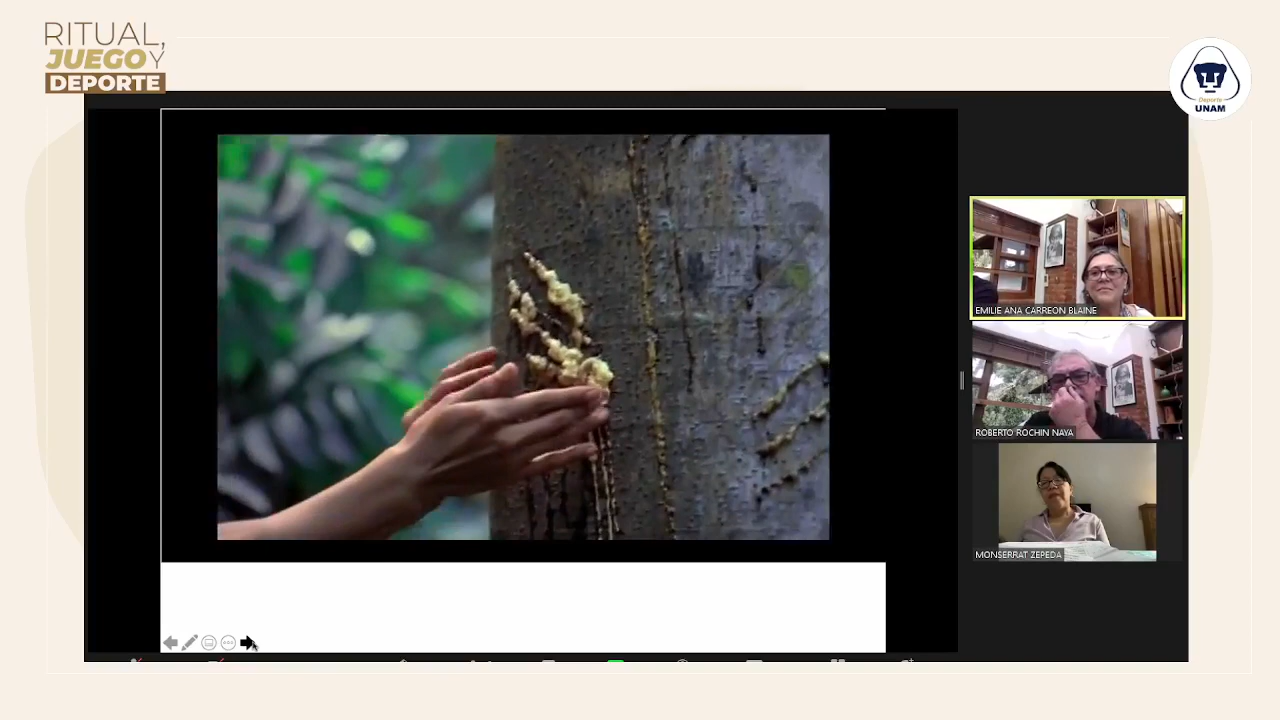 RITUAL,
JUEGO Y
DEPORTE
Deporte
UNAM
EMILIE ANA CARREON BLAINE
ROBERTO ROCHIN NAYA
MONSERRAT ZEPEDA